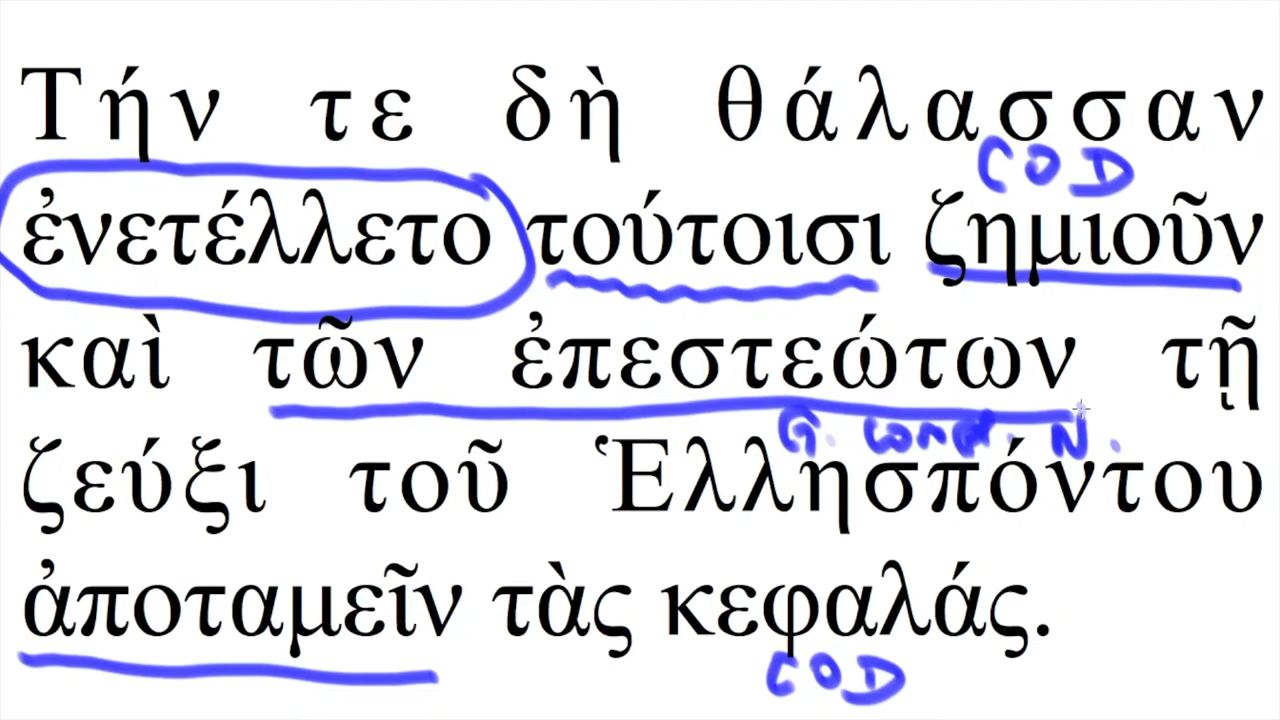 Τήν τε δὴ θάλασσαν
COD
ἐνετέλλετο τούτοισι ζημιοῦν
καὶ τῶν ἐπεστεώτων τῇ
G. comp. N.
ζεύξι τοῦ Ἑλλησπόντου
ἀποταμεῖν τὰς κεφαλάς.
COD